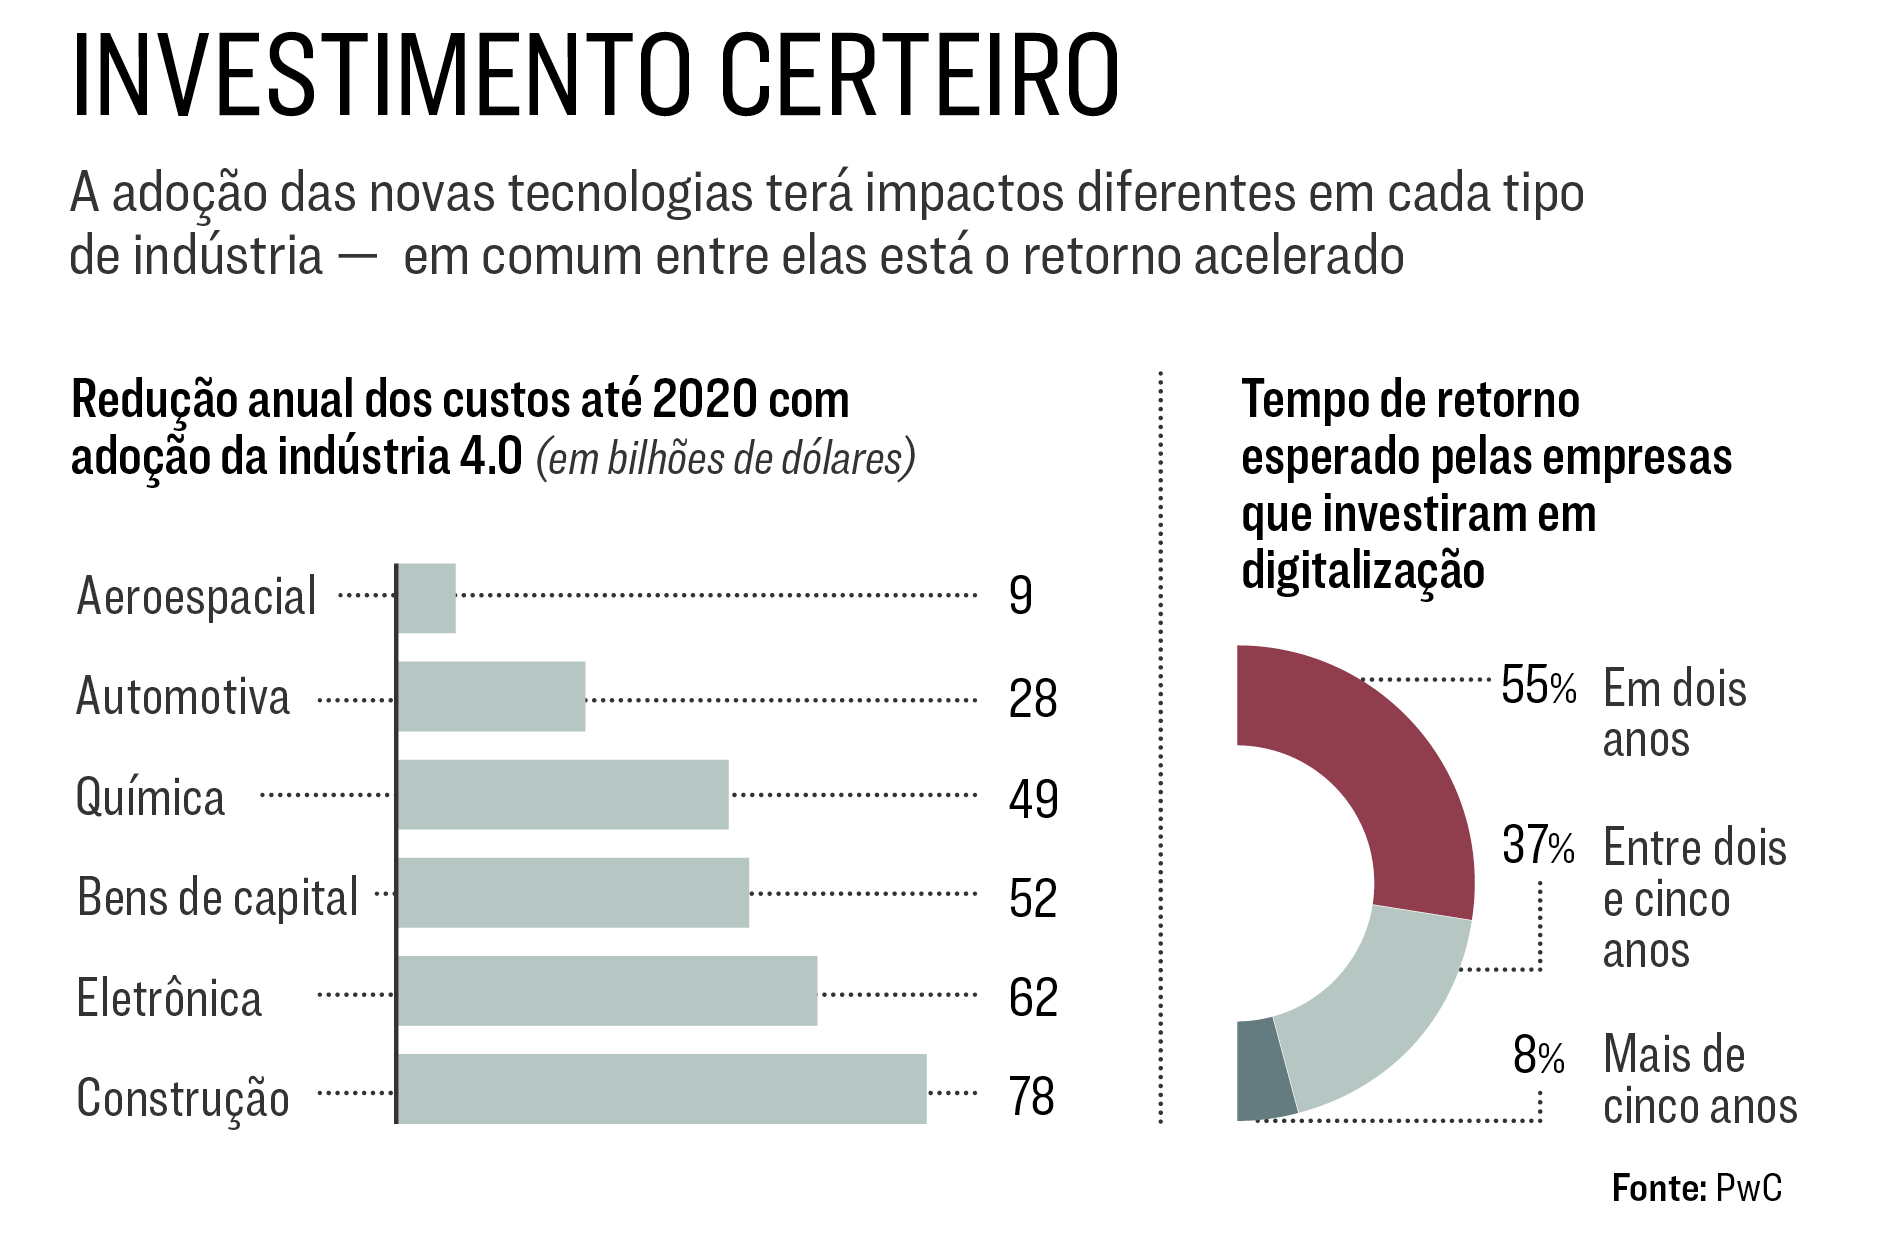 INVESTIMENTO CERTEIRO
A adoção das novas tecnologias terá impactos diferentes em cada tipo
de indústria — em comum entre elas está o retorno acelerado
Redução anual dos custos até 2020 com
adoção da indústria 4.0 (em bilhões de dólares)
Aeroespacial 9
Automotiva 28
Química 49
Bens de capital 52
Eletrônica 62
Construção 78
Tempo de retorno
esperado pelas empresas
que investiram em
digitalização
55% Em dois
anos
37% Entre dois
e cinco
anos
8% Mais de
cinco anos
Fonte: PwC